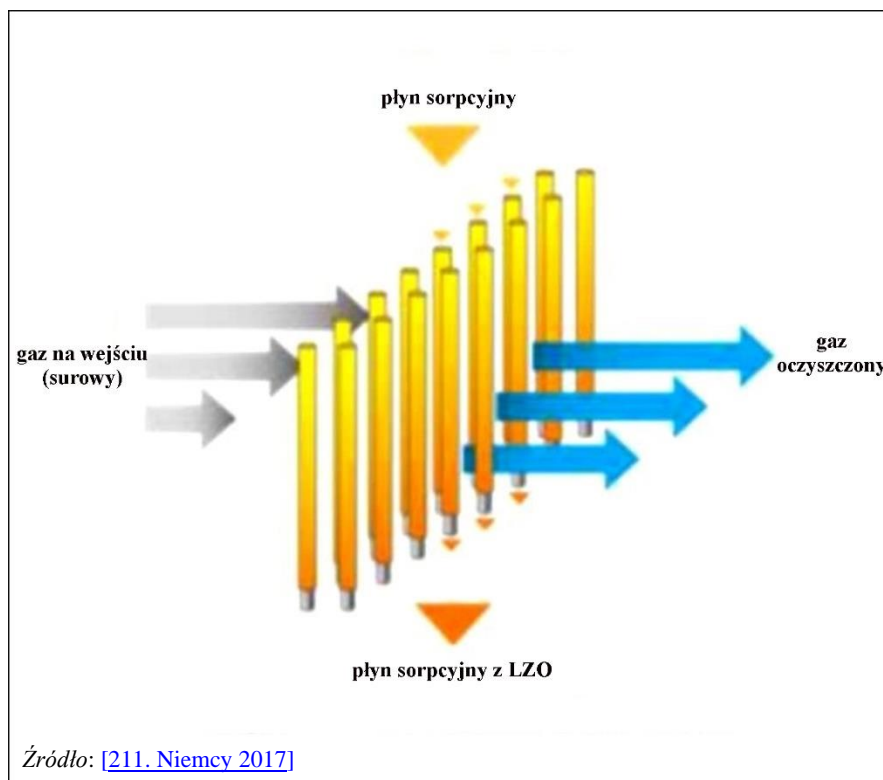 płyn sorpcyjny
gaz na wejściu
(surowy)
gaz
oczyszczony
płyn sorpcyjny z LZO
Źródło: [211. Niemcy 2017]